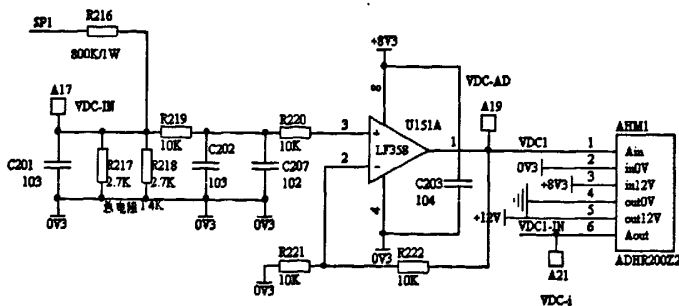 SP1
R216
800K/1W
+8V3
VDC-AD
A17
VDC-IN
A19
8
U151A
AHM1
R219
10K
R220
10K
3
+
LF358
1
VDC1
1
Ain
C202
2
-
0V3
2
in0V
C201
103
R217
2.7K
R218
2.7K
103
C207
102
C203
104
+8V3
3
in12V
4
out0V
4
+12V
5
out12V
VDC1-IN
6
Aout
0V3
1.4K
0V3
0V3
0V3
R221
10K
R222
10K
0V3
A21
ADHR200Z2
VDC-i